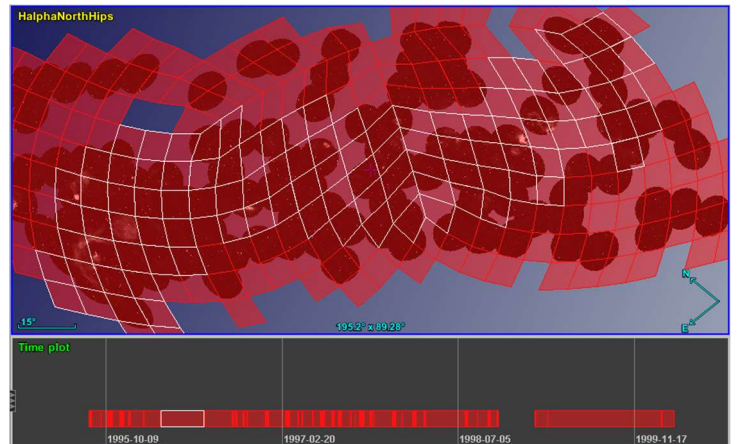 HalphaNorthHips
N
15°
195.2° x 89.28°
E
Time plot
1995-10-09
1997-02-20
1998-07-05
1999-11-17